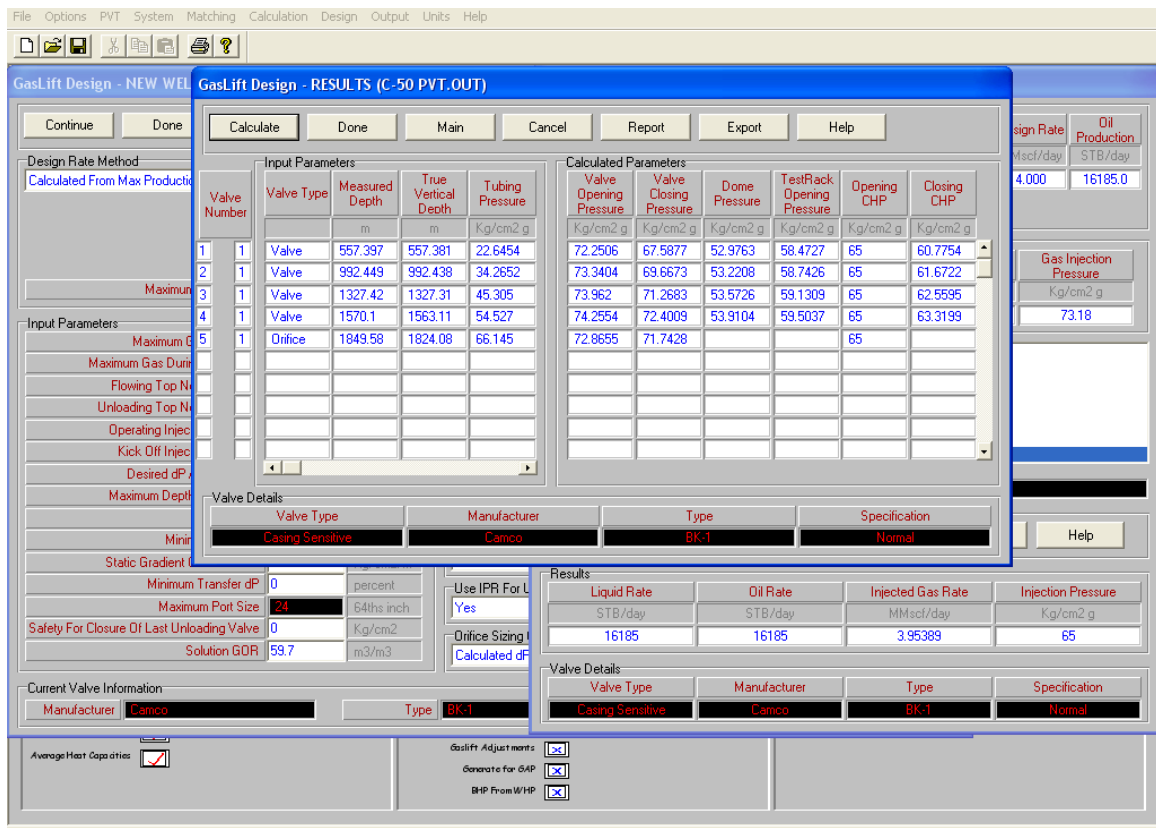 File Options PVT System Matching Calculation Design Output Units Help
GasLift Design - NEW WEL
GasLift Design - RESULTS (C-50 PVT.OUT)
Continue Done
Calculate Done Main Cancel Report Export Help
Design Rate Method
Calculated From Max Productio
Maximun
Input Parameters
Maximum G
Maximum Gas Duri
Flowing Top N
Unloading Top N
Operating Injec
Kick Off Injec
Desired dP
Maximum Depth
Minir
Static Gradient
Minimum Transfer dP 0 percent
Maximum Port Size 24 64ths inch
Safety For Closure Of Last Unloading Valve 0 Kg/cm2
Solution GOR 59.7 m3/m3
Current Valve Information
Manufacturer Camco Type BK-1
Input Parameters Calculated Parameters
Valve Number Valve Type Measured Depth True Vertical Depth Tubing Pressure Valve Opening Pressure Valve Closing Pressure Dome Pressure TestRack Opening Pressure Opening CHP Closing CHP
m m Kg/cm2 g Kg/cm2 g Kg/cm2 g Kg/cm2 g Kg/cm2 g Kg/cm2 g Kg/cm2 g
1 1 Valve 557.397 557.381 22.6454 72.2506 67.5877 52.9763 58.4727 65 60.7754
2 1 Valve 992.449 992.438 34.2652 73.3404 69.6673 53.2208 58.7426 65 61.6722
3 1 Valve 1327.42 1327.31 45.305 73.962 71.2683 53.5726 59.1309 65 62.5595
4 1 Valve 1570.1 1563.11 54.527 74.2554 72.4009 53.9104 59.5037 65 63.3199
5 1 Orifice 1849.58 1824.08 66.145 72.8655 71.7428 65
Valve Details
Valve Type Manufacturer Type Specification
Casing Sensitive Camco BK-1 Normal
sign Rate Oil Production
Mscf/day STB/day
4.000 16185.0
Gas Injection Pressure
Kg/cm2 g
73.18
Help
Use IPR For U
Yes
Orifice Sizing
Calculated dF
Results
Liquid Rate Oil Rate Injected Gas Rate Injection Pressure
STB/day STB/day MMscf/day Kg/cm2 g
16185 16185 3.95389 65
Valve Details
Valve Type Manufacturer Type Specification
Casing Sensitive Camco BK-1 Normal
Average Heat Capacities
Gaslift Adjustments
Generate for GAP
BHP From WHP